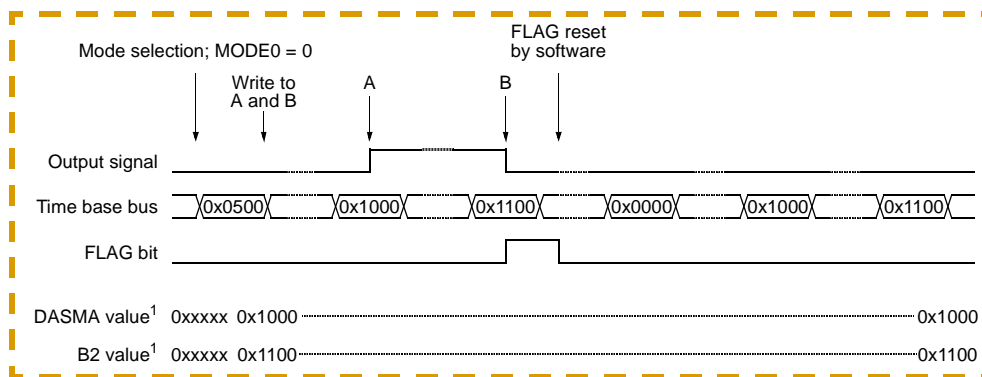 FLAG reset
by software
Mode selection; MODE0 = 0
Write to
A and B
A
B
Output signal
Time base bus 0x0500 0x1000 0x1100 0x0000 0x1000 0x1100
FLAG bit
DASMA value1 0xxxxx 0x1000 0x1000
B2 value1 0xxxxx 0x1100 0x1100